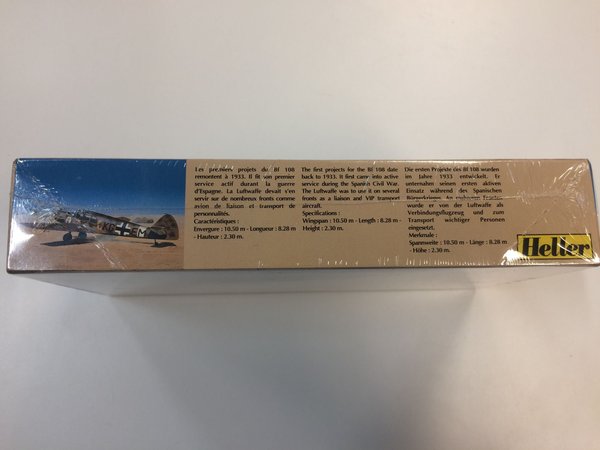 KR EM
Les premiers projets du Bf 108
remontent à 1933. Il fit son premier
service actif durant la guerre
d'Espagne. La Luftwaffe devait s'en
servir sur de nombreux fronts comme
avion de liaison et transport de
personnalités.
Caractéristiques :
Envergure : 10.50 m - Longueur : 8.28 m
- Hauteur : 2.30 m.
The first projects for the Bf 108 date
back to 1933. It first came into active
service during the Spanish Civil War.
The Luftwaffe was to use it on several
fronts as a liaison and VIP transport
aircraft.
Specifications :
Wingspan : 10.50 m - Length : 8.28 m -
Height : 2.30 m.
Die ersten Projekte des Bf 108 wurden
im Jahre 1933 entwickelt. Er
unternahm seinen ersten aktiven
Einsatz während des Spanischen
Bürgerkrieges. An mehreren Fronten
wurde er von der Luftwaffe als
Verbindungsflugzeug und zum
Transport wichtiger Personen
eingesetzt.
Merkmale :
Spannweite : 10.50 m - Länge : 8.28 m
- Höhe : 2.30 m.
Heller